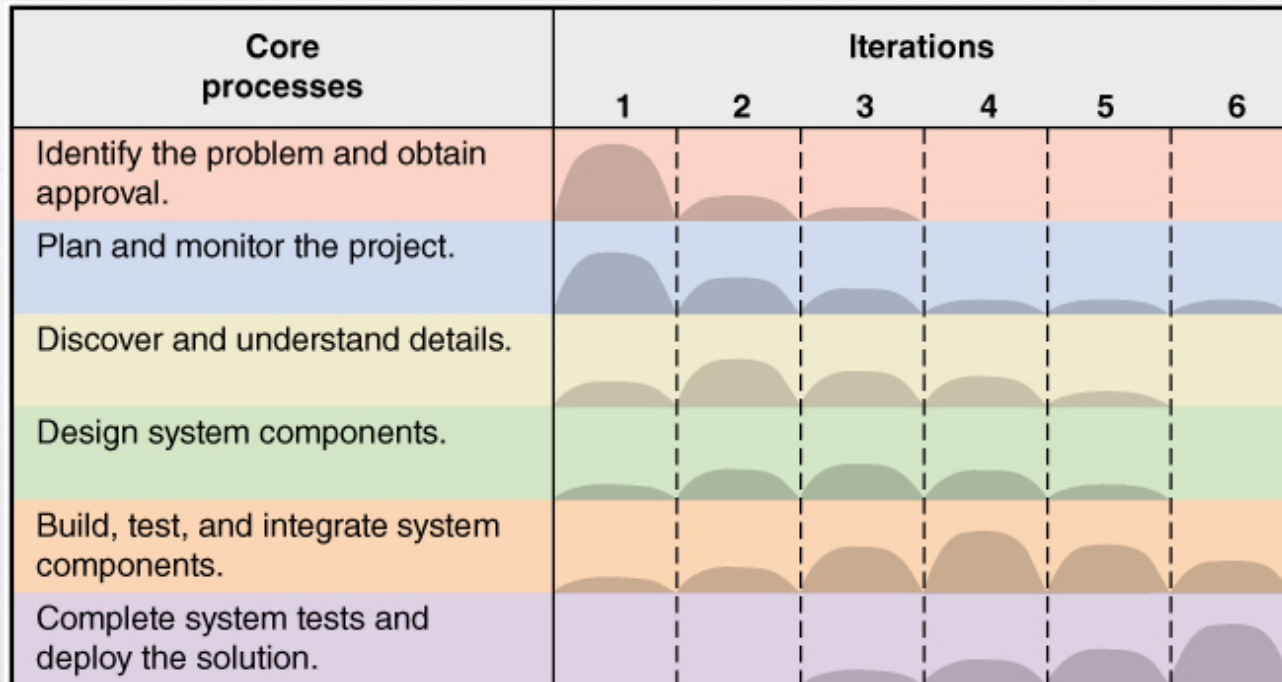 Core
processes
Iterations
1 2 3 4 5 6
Identify the problem and obtain
approval.
Plan and monitor the project.
Discover and understand details.
Design system components.
Build, test, and integrate system
components.
Complete system tests and
deploy the solution.